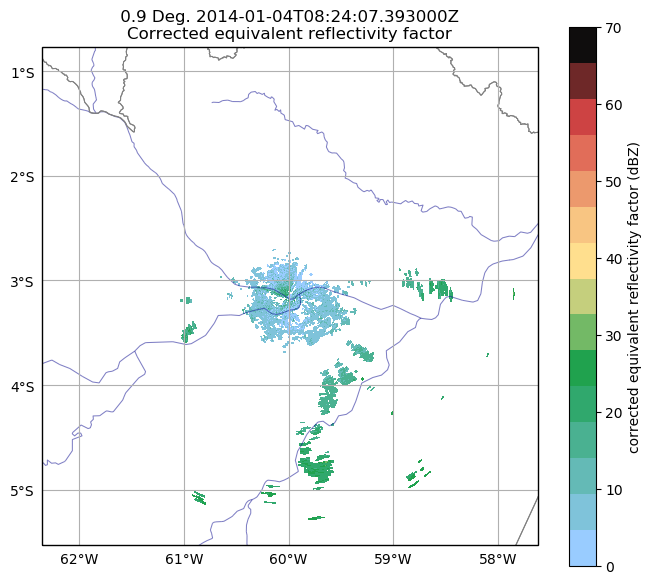 0.9 Deg. 2014-01-04T08:24:07.393000Z
Corrected equivalent reflectivity factor
1°S
2°S
3°S
4°S
5°S
62°W 61°W 60°W 59°W 58°W
70
60
50
40
30
20
10
0
corrected equivalent reflectivity factor (dBZ)